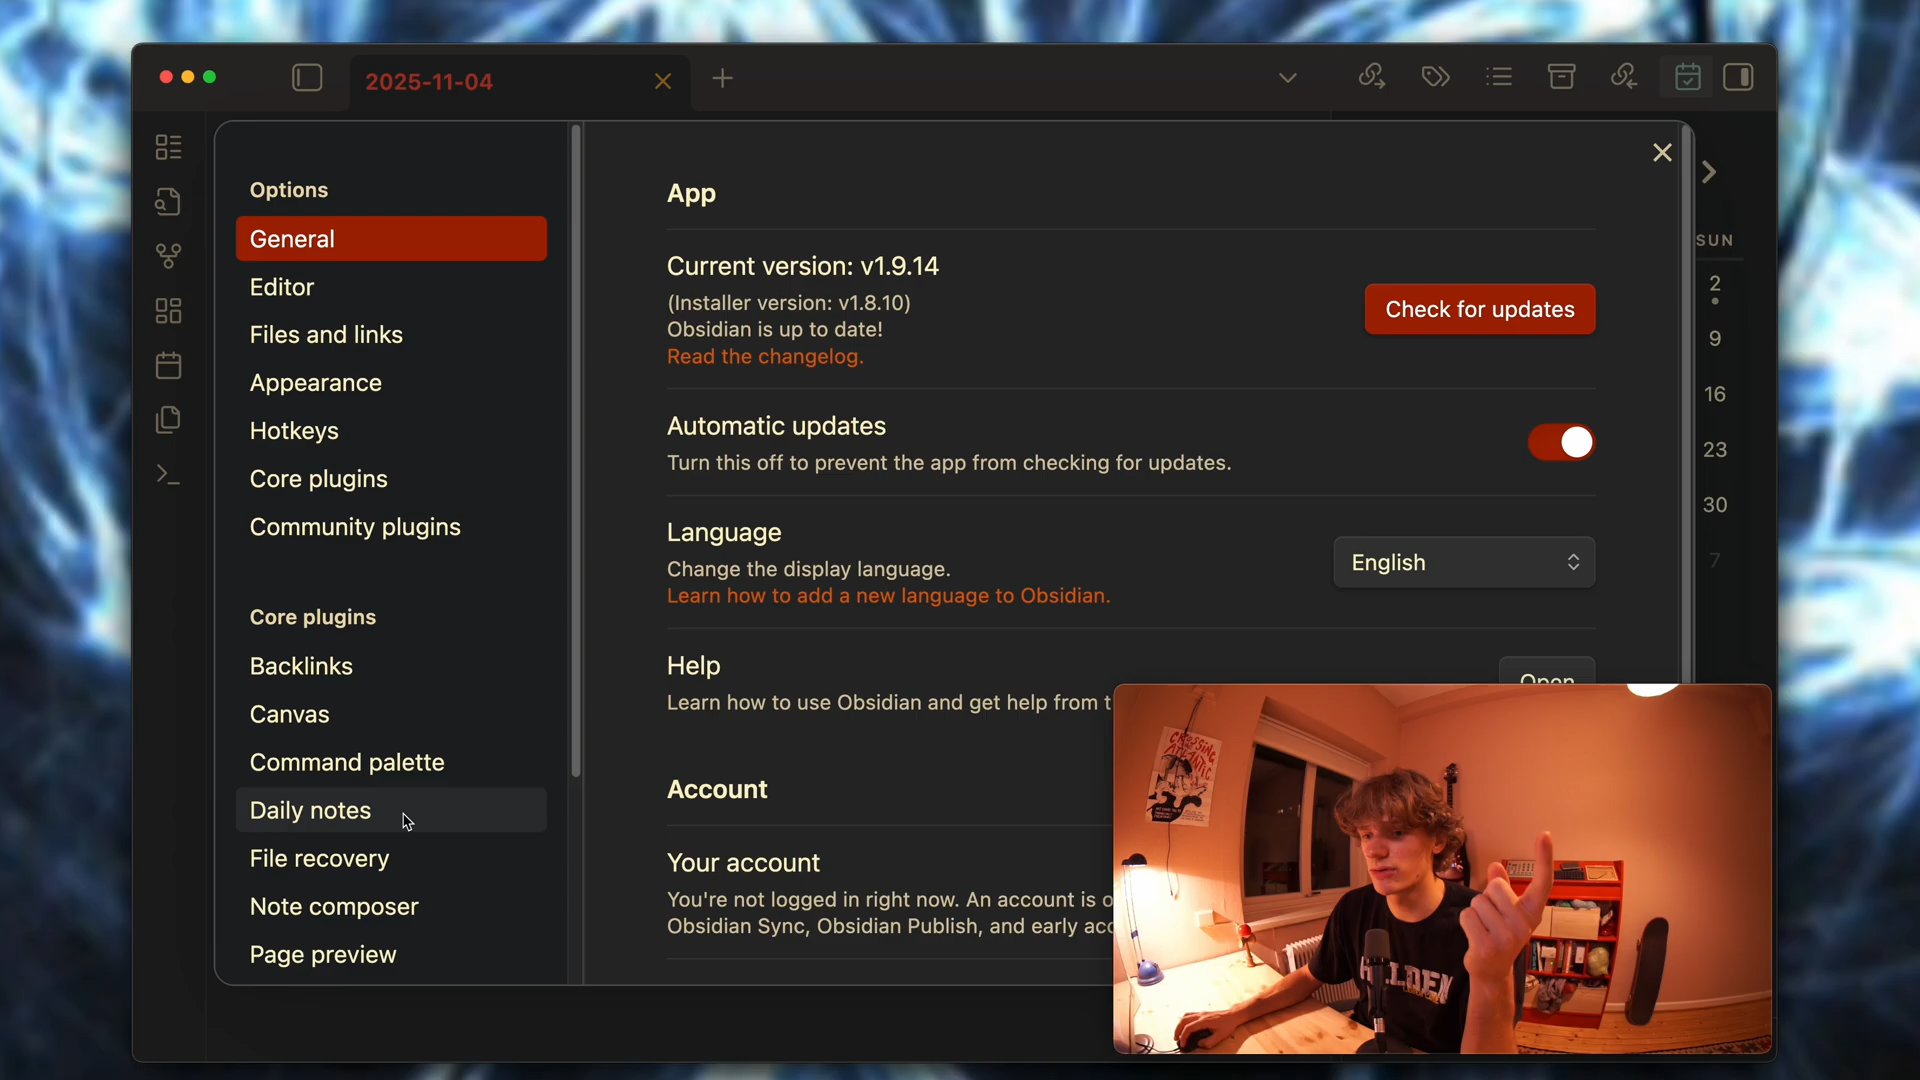 2025-11-04
Options
General
Editor
Files and links
Appearance
Hotkeys
Core plugins
Community plugins
Core plugins
Backlinks
Canvas
Command palette
Daily notes
File recovery
Note composer
Page preview
App
Current version: v1.9.14
(Installer version: v1.8.10)
Obsidian is up to date!
Read the changelog.
Check for updates
Automatic updates
Turn this off to prevent the app from checking for updates.
Language
Change the display language.
Learn how to add a new language to Obsidian.
English
Help
Learn how to use Obsidian and get help from t
Open
Account
Your account
You're not logged in right now. An account is o
Obsidian Sync, Obsidian Publish, and early acc
SUN
2
9
16
23
30
7
CROSSING
THE
ATLANTIC